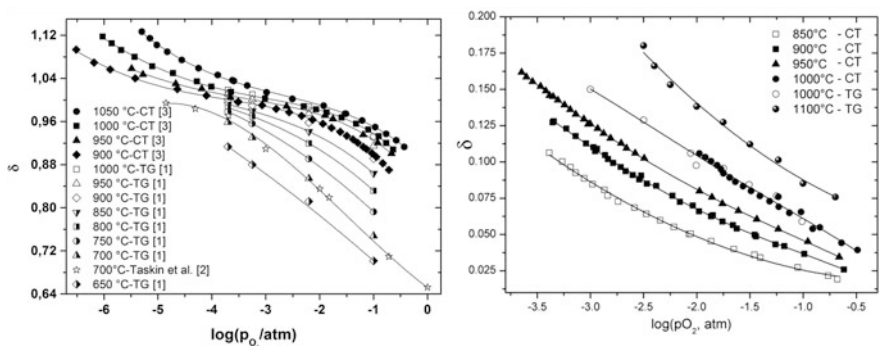 1,12
1,04
0,96
0,88
0,80
0,72
0,64
δ
1050 °C-CT [3]
1000 °C-CT [3]
950 °C-CT [3]
900 °C-CT [3]
1000 °C-TG [1]
950 °C-TG [1]
900 °C-TG [1]
850 °C-TG [1]
800 °C-TG [1]
750 °C-TG [1]
700 °C-TG [1]
700°C-Taskin et al. [2]
650 °C-TG [1]
-6 -5 -4 -3 -2 -1 0
log(pO/atm)
0.200
0.175
0.150
0.125
0.100
0.075
0.050
0.025
δ
850°C - CT
900°C - CT
950°C - CT
1000°C - CT
1000°C - TG
1100°C - TG
-3.5 -3.0 -2.5 -2.0 -1.5 -1.0 -0.5
log(pO2, atm)